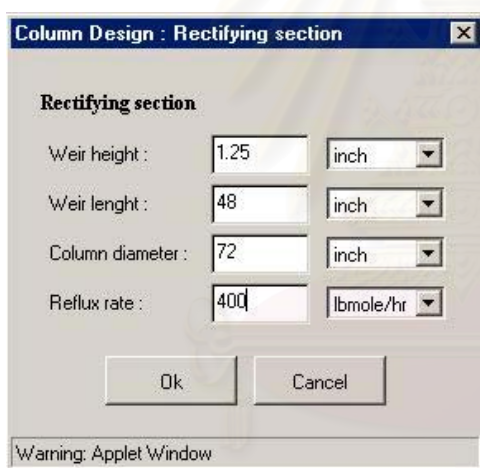 Column Design : Rectifying section
Rectifying section
Weir height : 1.25 inch
Weir lenght : 48 inch
Column diameter : 72 inch
Reflux rate : 400 lbmole/hr
Ok Cancel
Warning: Applet Window